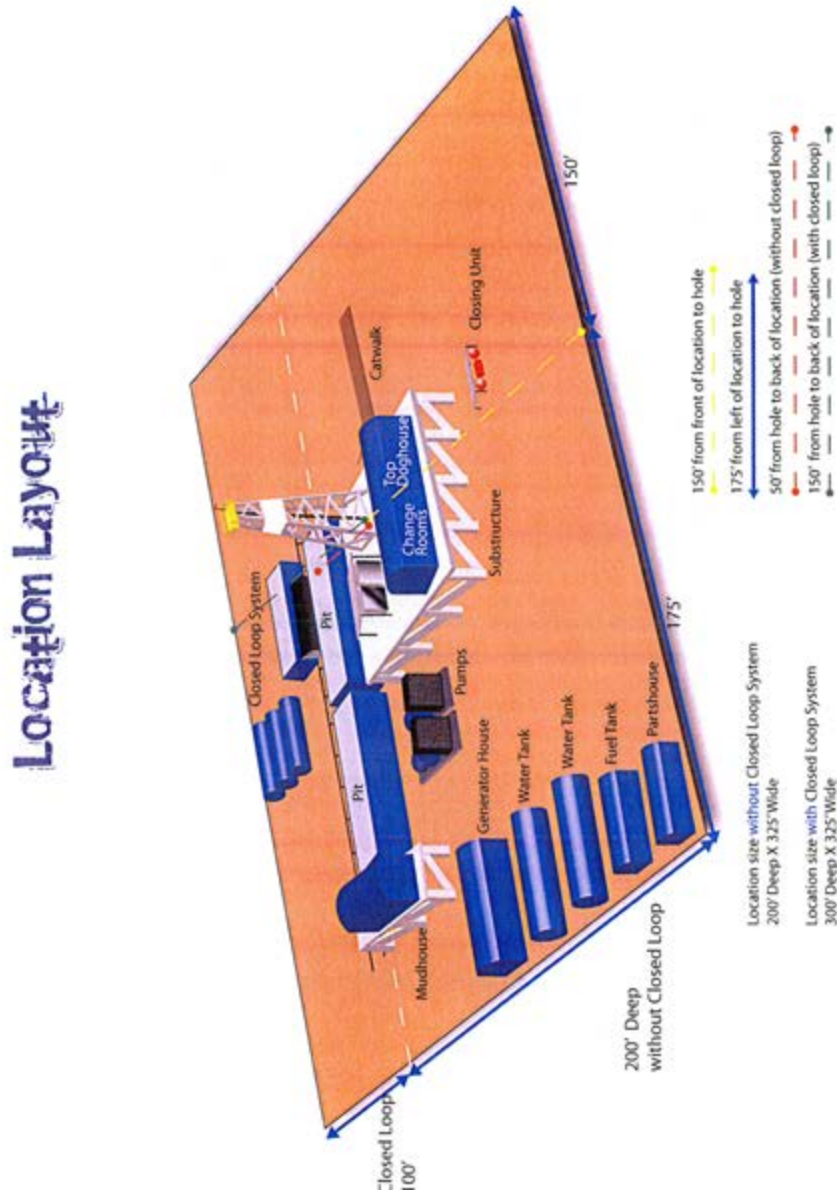 Location Layout
Closed Loop System
Pit
Pit
Catwalk
Top
Doghouse
Change
Rooms
Closing Unit
Substructure
Pumps
Mudhouse
Generator House
Water Tank
Water Tank
Fuel Tank
Partshouse
Closed Loop
100'
200' Deep
without Closed Loop
175'
150'
Location size without Closed Loop System
200' Deep X 325' Wide
Location size with Closed Loop System
300' Deep X 325' Wide
150' from front of location to hole
175' from left of location to hole
50' from hole to back of location (without closed loop)
150' from hole to back of location (with closed loop)